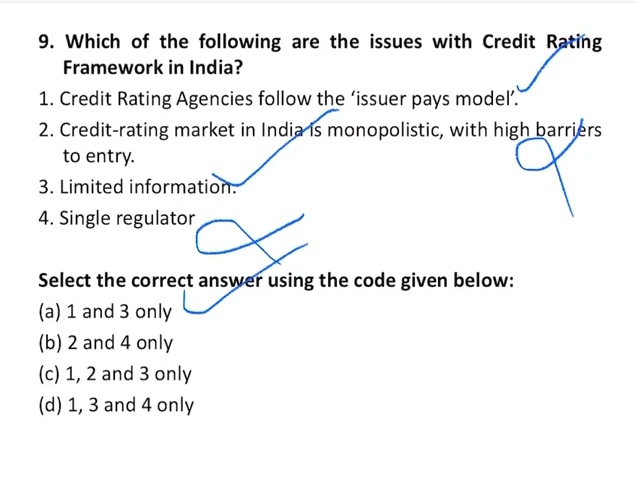 9. Which of the following are the issues with Credit Rating
Framework in India?
1. Credit Rating Agencies follow the ‘issuer pays model’.
2. Credit-rating market in India is monopolistic, with high barriers
to entry.
3. Limited information.
4. Single regulator
Select the correct answer using the code given below:
(a) 1 and 3 only
(b) 2 and 4 only
(c) 1, 2 and 3 only
(d) 1, 3 and 4 only